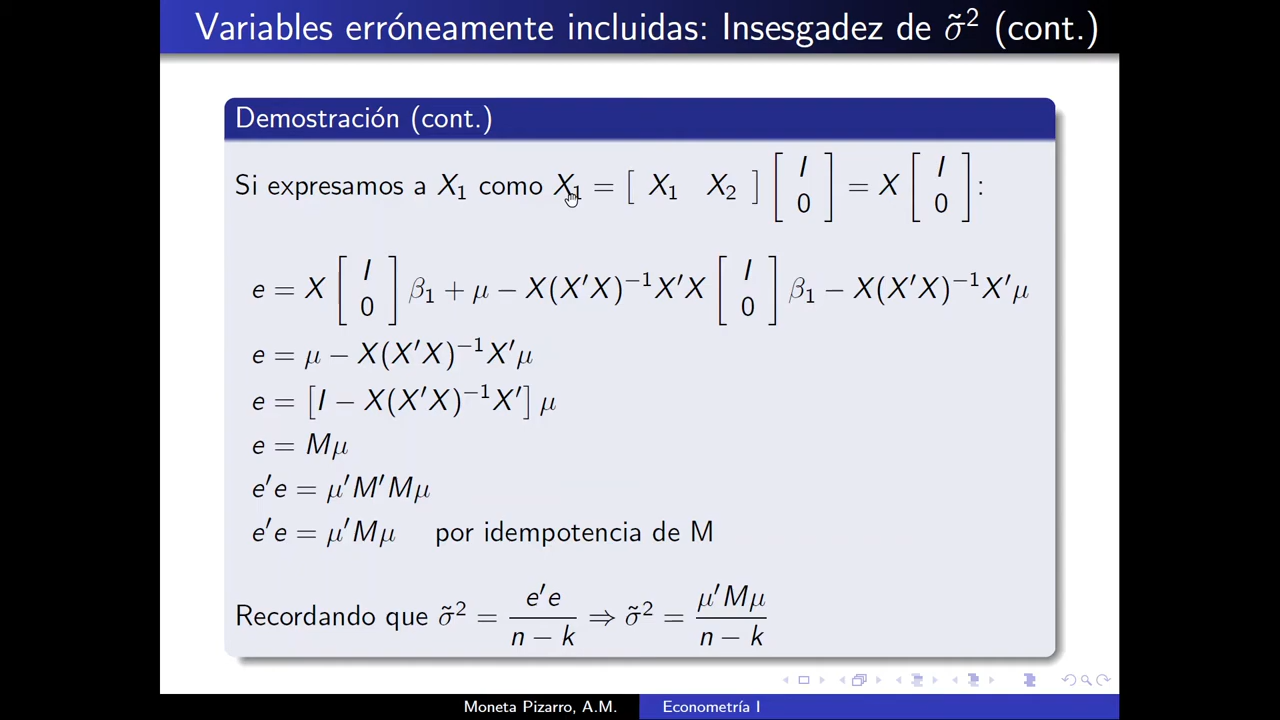 Variables erróneamente incluidas: Insesgadez de σ̃² (cont.)
Demostración (cont.)
Si expresamos a X₁ como X₁ = [ X₁ X₂ ] [ I 0 ] = X [ I 0 ] :
e = X [ I 0 ] β₁ + μ − X(X′X)⁻¹X′X [ I 0 ] β₁ − X(X′X)⁻¹X′μ
e = μ − X(X′X)⁻¹X′μ
e = [I − X(X′X)⁻¹X′] μ
e = Mμ
e′e = μ′M′Mμ
e′e = μ′Mμ por idempotencia de M
Recordando que σ̃² = e′e / n − k ⇒ σ̃² = μ′Mμ / n − k
Moneta Pizarro, A.M. Econometría I